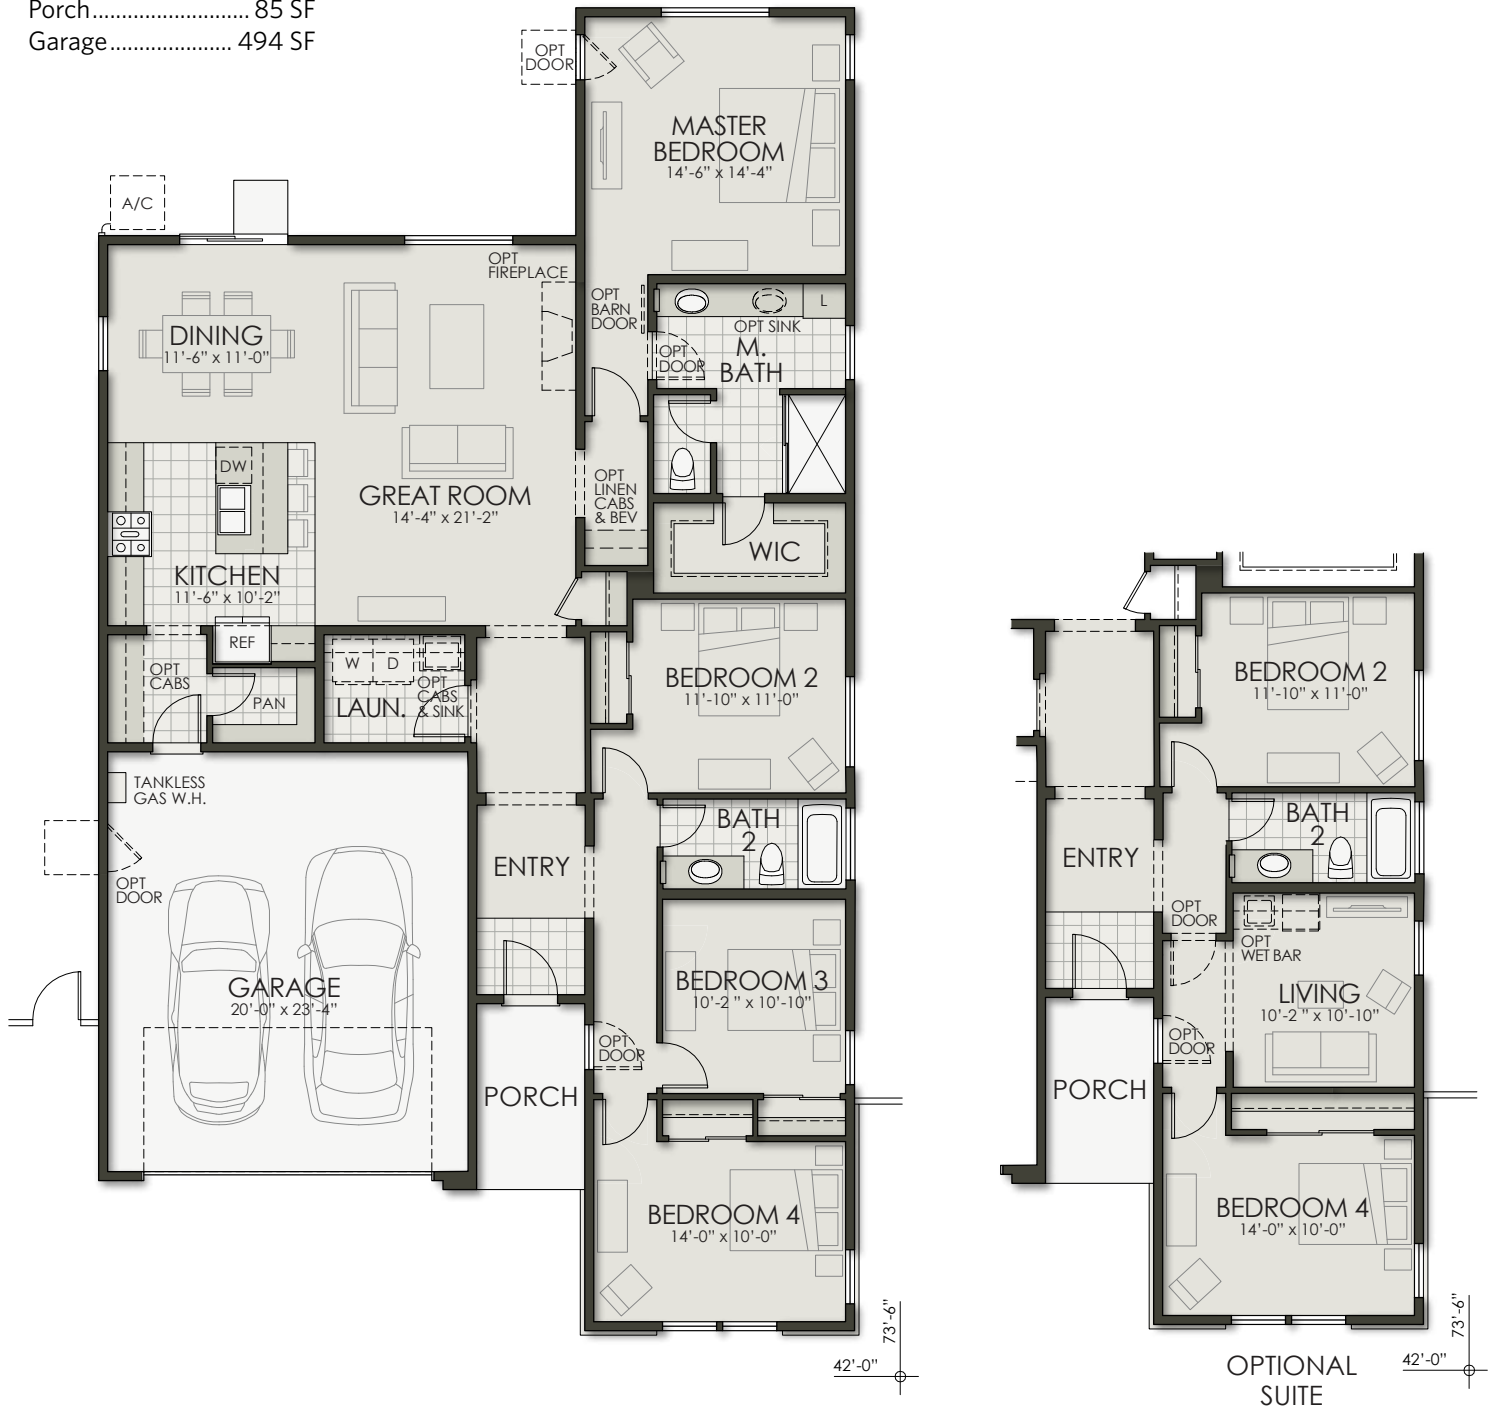 Porch........................... 85 SF
Garage..................... 494 SF
OPT
DOOR
MASTER
BEDROOM
14'-6" x 14'-4"
A/C
OPT
FIREPLACE
DINING
11'-6" x 11'-0"
OPT
BARN
DOOR
L
OPT SINK
OPT
DOOR
M.
BATH
DW
GREAT ROOM
14'-4" x 21'-2"
OPT
LINEN
CABS
& BEV
WIC
KITCHEN
11'-6" x 10'-2"
REF
OPT
CABS
PAN
W
D
OPT
CABS
& SINK
LAUN.
BEDROOM 2
11'-10" x 11'-0"
TANKLESS
GAS W.H.
OPT
DOOR
ENTRY
BATH
2
GARAGE
20'-0" x 23'-4"
BEDROOM 3
10'-2 " x 10'-10"
OPT
DOOR
PORCH
BEDROOM 4
14'-0" x 10'-0"
73'-6"
42'-0"
BEDROOM 2
11'-10" x 11'-0"
BATH
2
ENTRY
OPT
DOOR
OPT
WET BAR
LIVING
10'-2 " x 10'-10"
OPT
DOOR
PORCH
BEDROOM 4
14'-0" x 10'-0"
73'-6"
42'-0"
OPTIONAL
SUITE